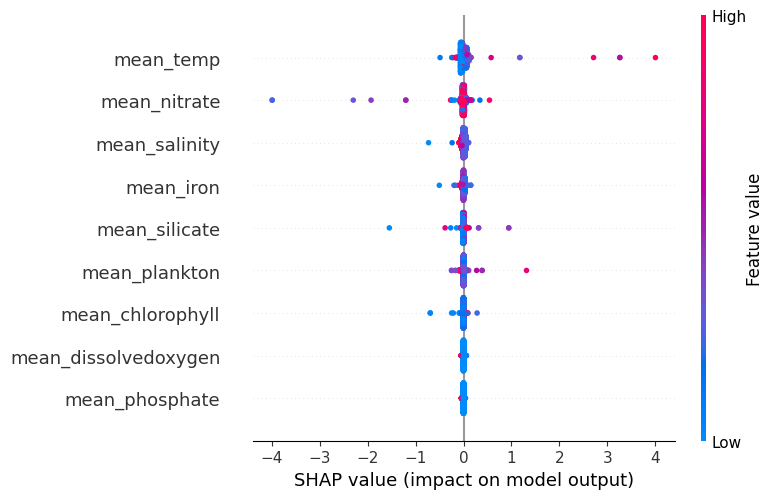 High
mean_temp
mean_nitrate
mean_salinity
mean_iron
mean_silicate
mean_plankton
mean_chlorophyll
mean_dissolvedoxygen
mean_phosphate
Feature value
Low
−4 −3 −2 −1 0 1 2 3 4
SHAP value (impact on model output)